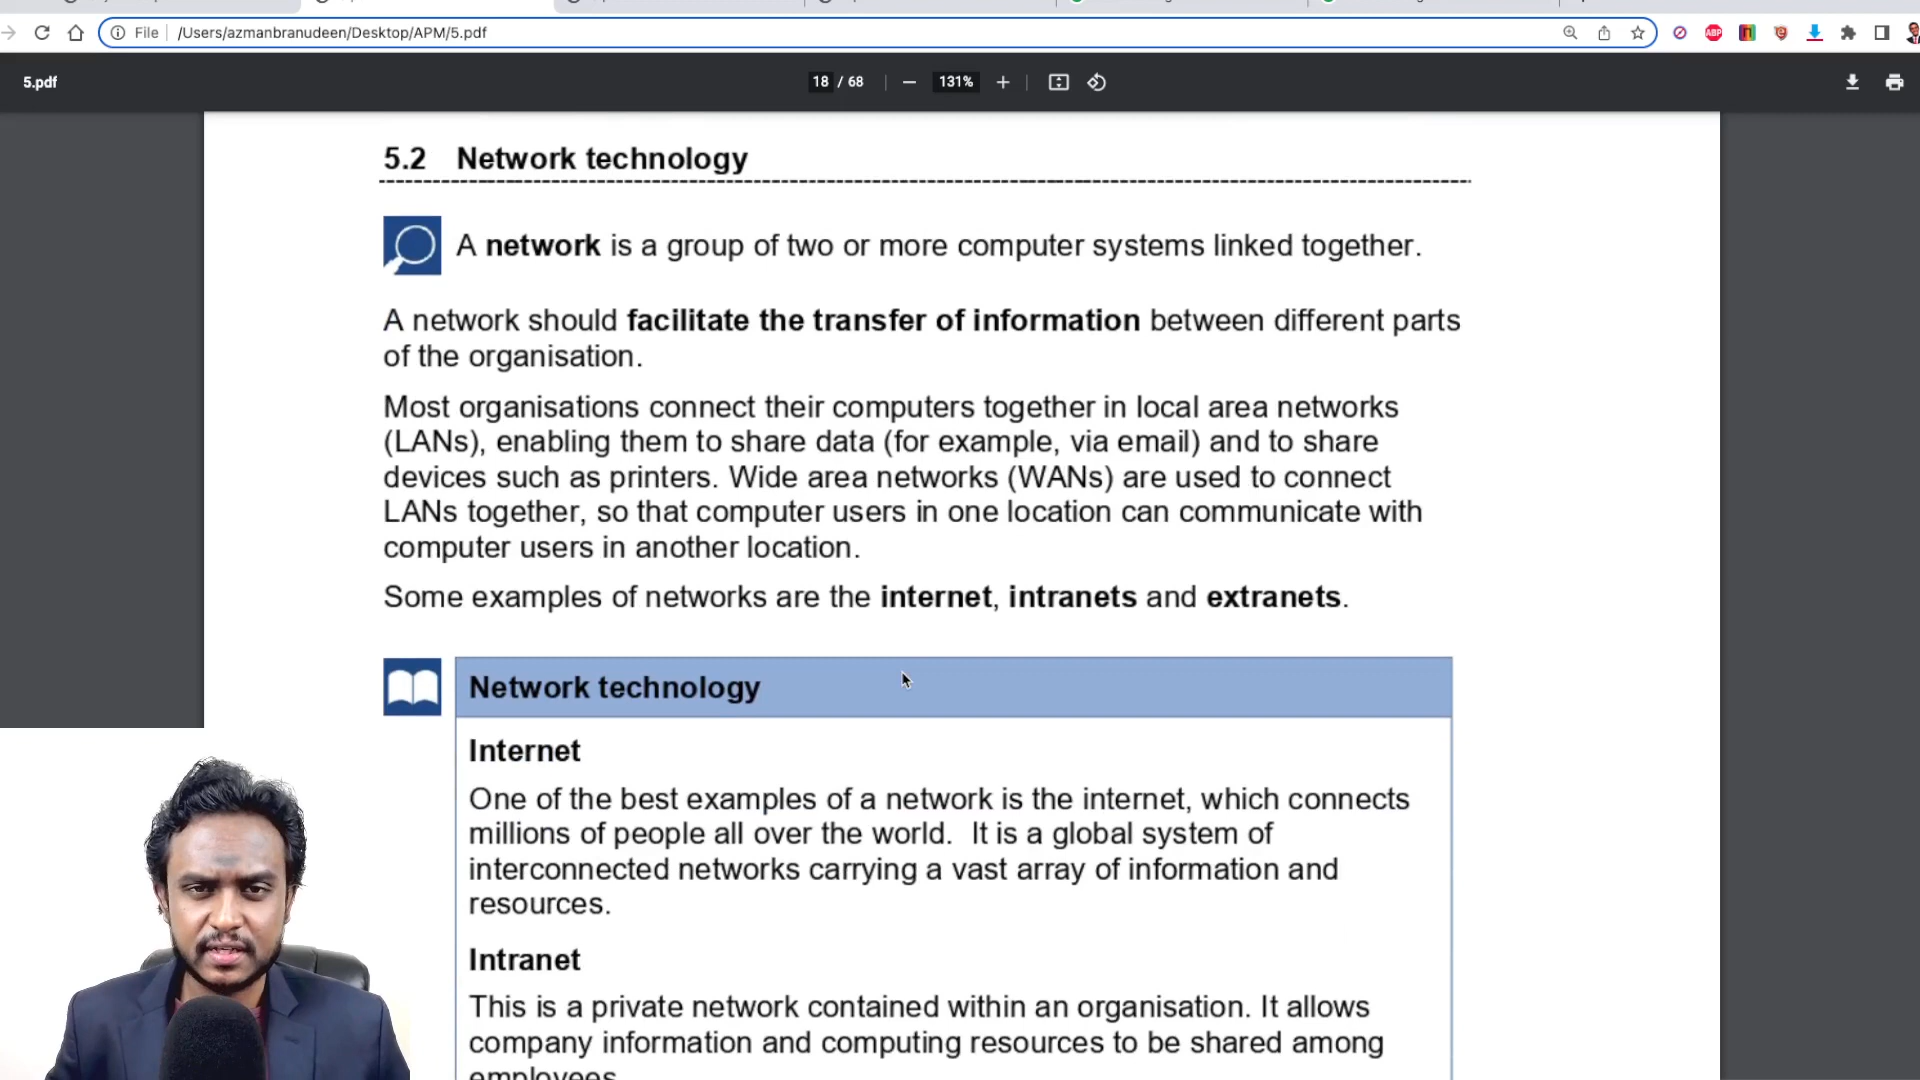 File
/Users/azmanbranudeen/Desktop/APM/5.pdf
ABP
5.pdf
18 / 68
131%
5.2 Network technology
A network is a group of two or more computer systems linked together.
A network should facilitate the transfer of information between different parts
of the organisation.
Most organisations connect their computers together in local area networks
(LANs), enabling them to share data (for example, via email) and to share
devices such as printers. Wide area networks (WANs) are used to connect
LANs together, so that computer users in one location can communicate with
computer users in another location.
Some examples of networks are the internet, intranets and extranets.
Network technology
Internet
One of the best examples of a network is the internet, which connects
millions of people all over the world. It is a global system of
interconnected networks carrying a vast array of information and
resources.
Intranet
This is a private network contained within an organisation. It allows
company information and computing resources to be shared among
employees